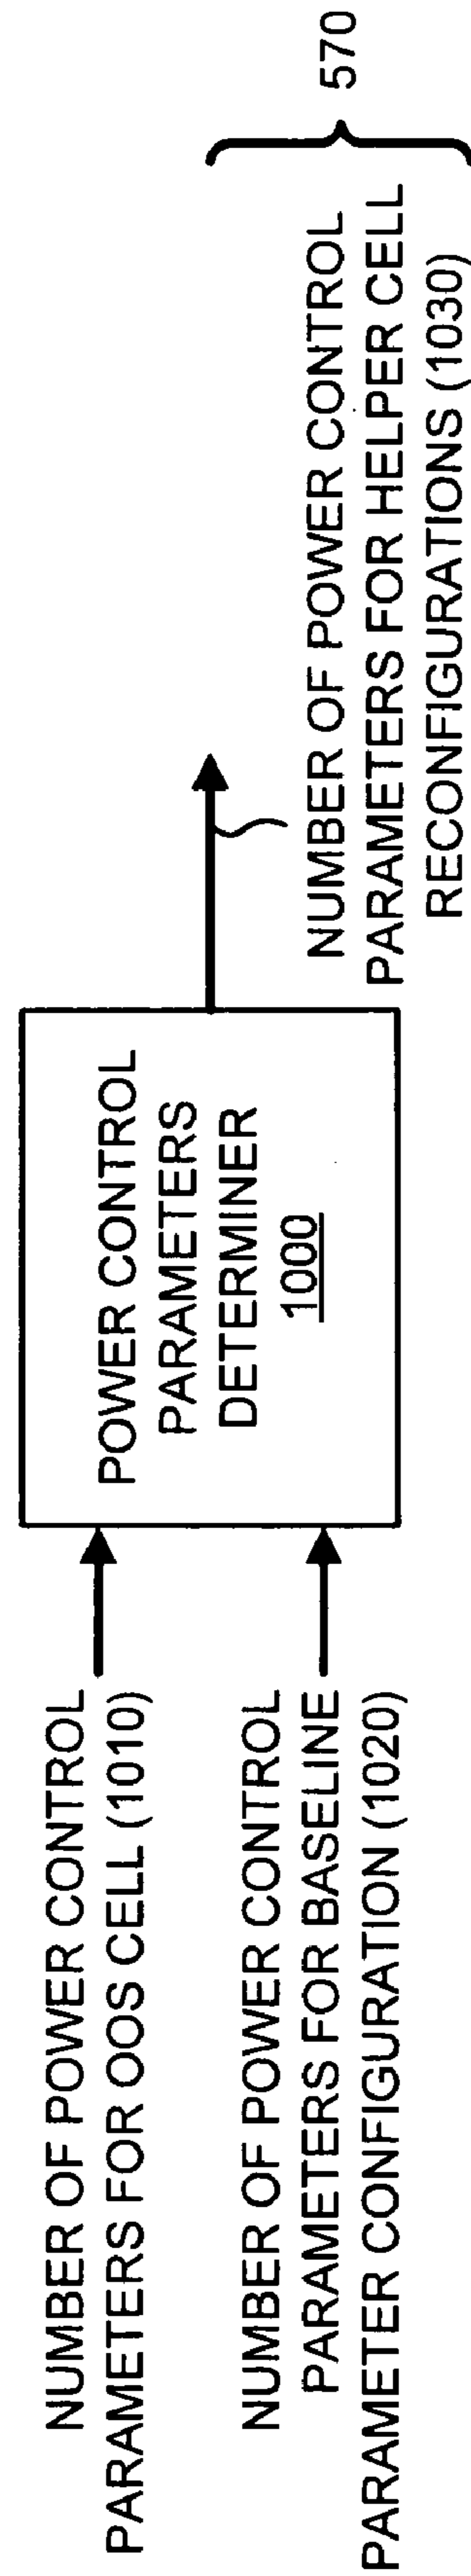 NUMBER OF POWER CONTROL
PARAMETERS FOR OOS CELL (1010)
NUMBER OF POWER CONTROL
PARAMETERS FOR BASELINE
PARAMETER CONFIGURATION (1020)
POWER CONTROL
PARAMETERS
DETERMINER
1000
NUMBER OF POWER CONTROL
PARAMETERS FOR HELPER CELL
RECONFIGURATIONS (1030)
570